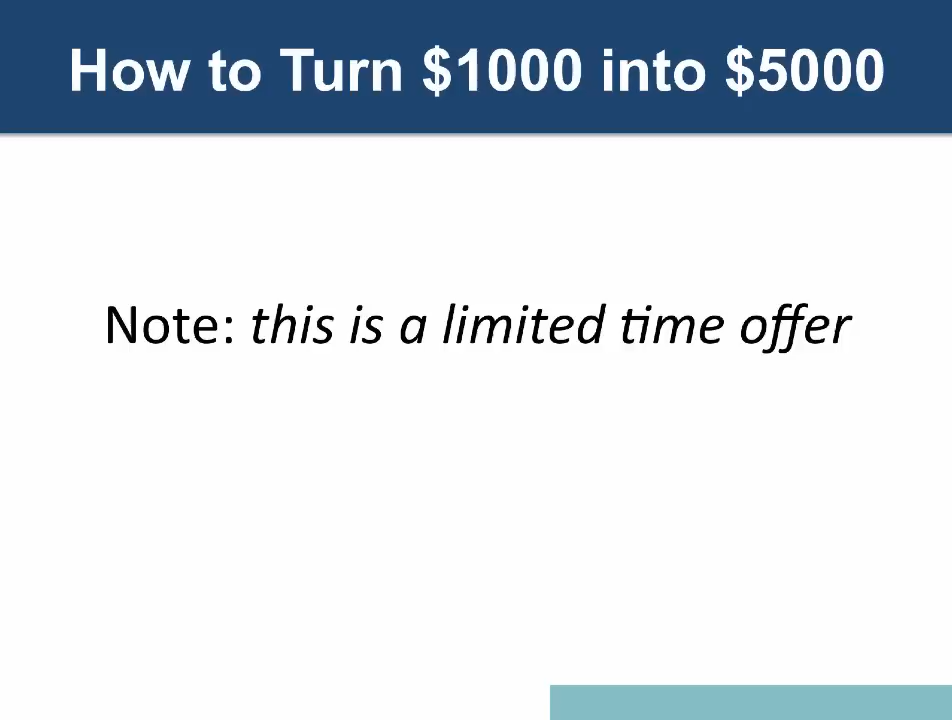 How to Turn $1000 into $5000
Note: this is a limited time offer